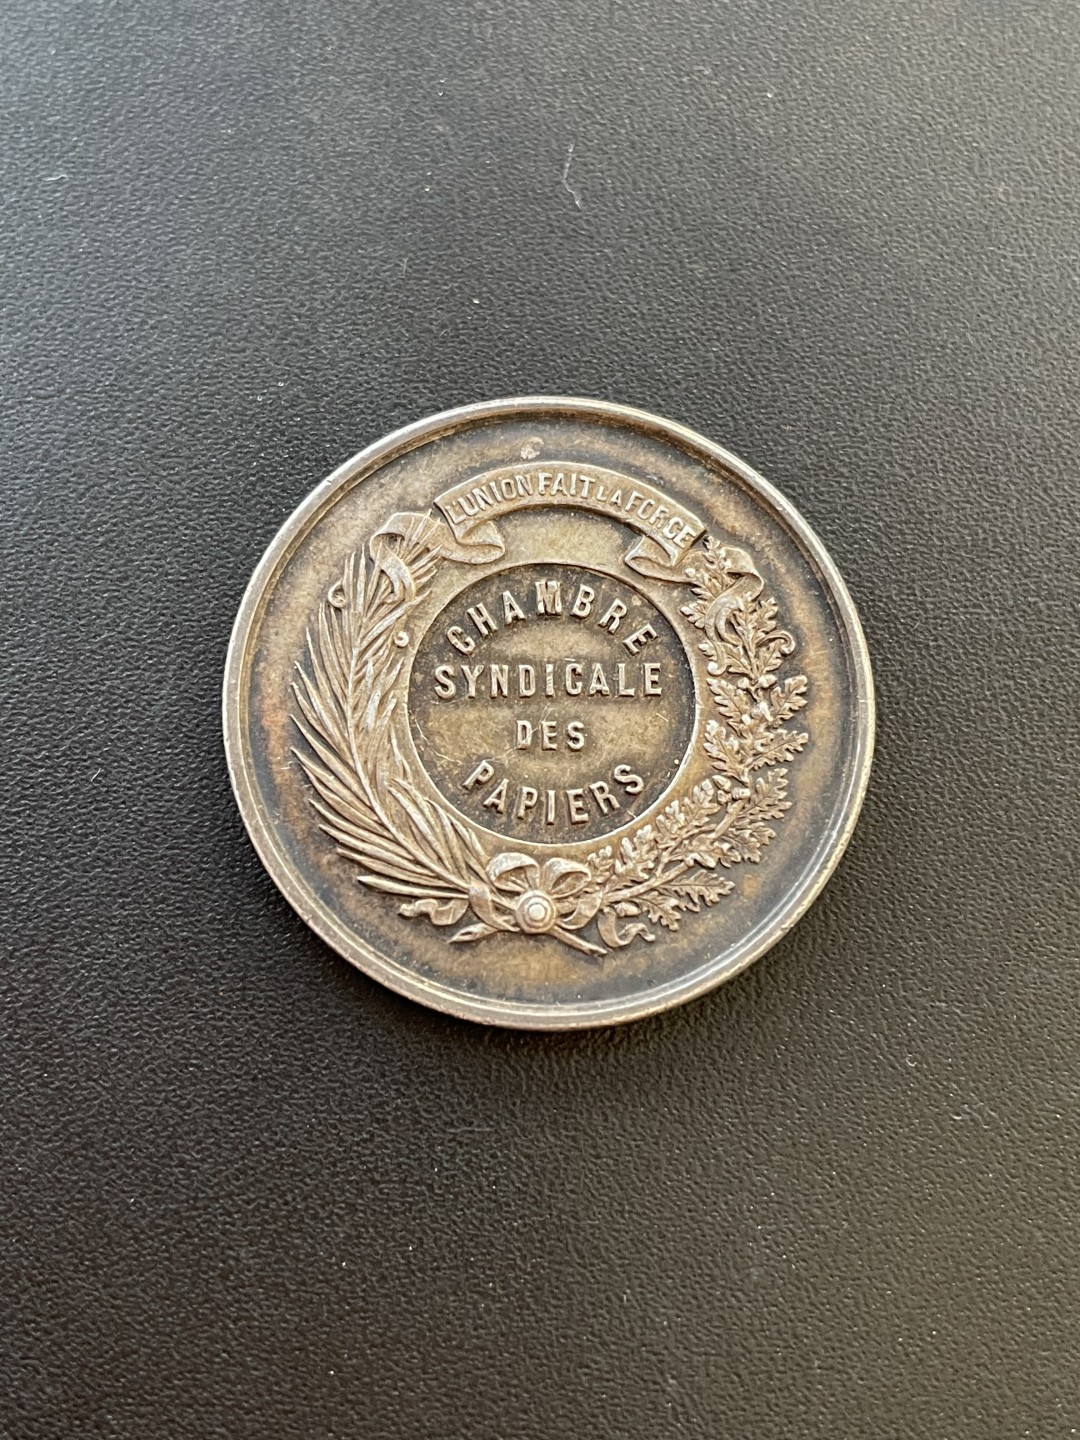 L'UNION FAIT LA FORCE
CHAMBRE
SYNDICALE
DES
PAPIERS